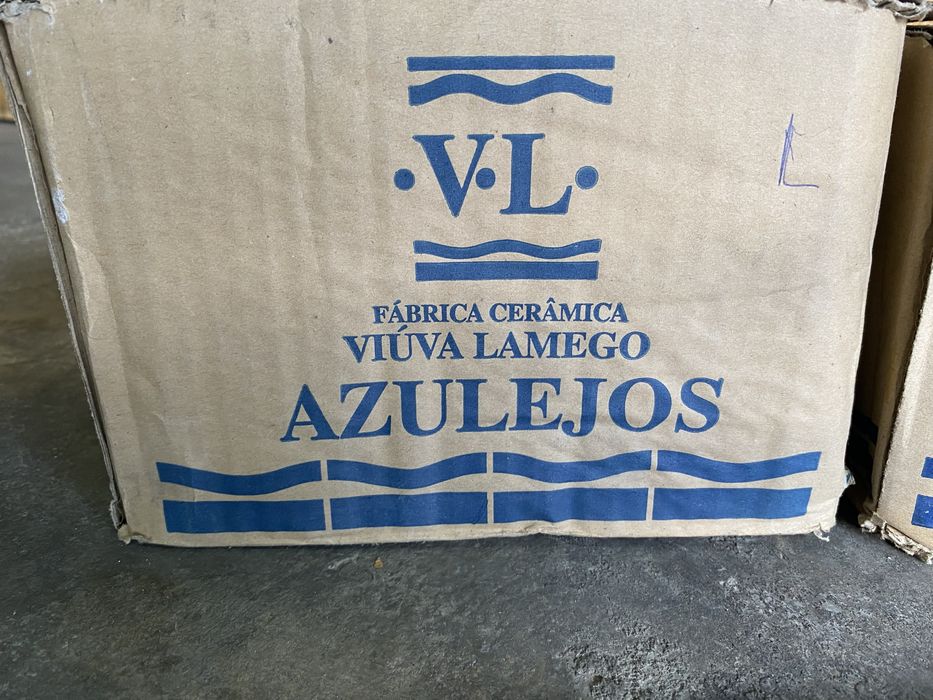 ·V·L·
L
FÁBRICA CERÂMICA
VIÚVA LAMEGO
AZULEJOS